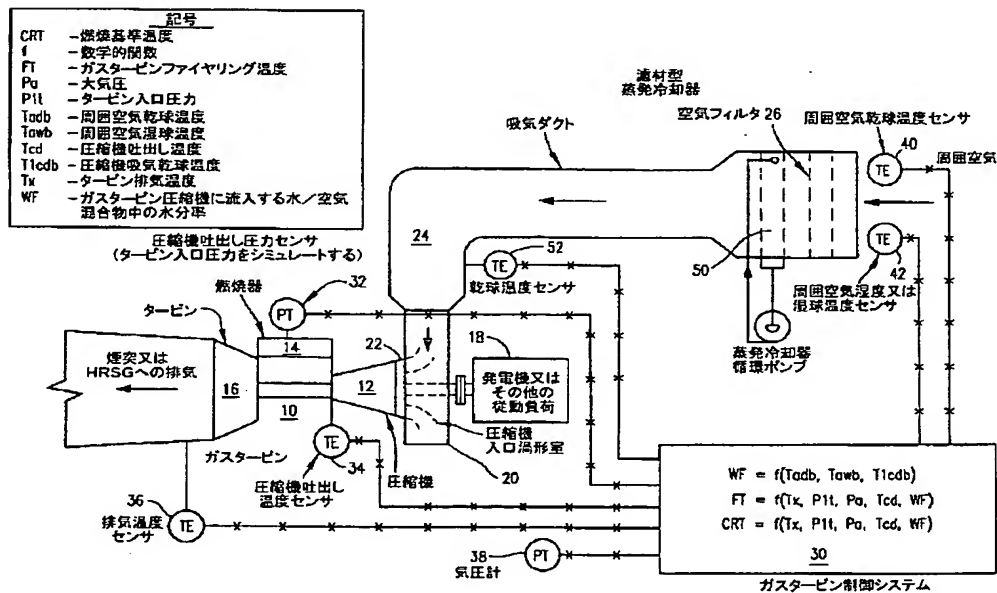 記号
CRT －燃焼基準温度
f －数学的関数
FT －ガスタービンファイヤリング温度
Pa －大気圧
P1t －タービン入口圧力
Tadb －周囲空気乾球温度
Tawb －周囲空気湿球温度
Tcd －圧縮機吐出し温度
T1cdb －圧縮機吸気乾球温度
Tx －タービン排気温度
WF －ガスタービン圧縮機に流入する水／空気
混合物中の水分率
濾材型
蒸発冷却器
空気フィルタ 26
周囲空気乾球温度センサ
40
TE
周囲空気
吸気ダクト
圧縮機吐出し圧力センサ
(タービン入口圧力をシミュレートする)
24
52
TE
乾球温度センサ
50
TE
42
周囲空気湿度又は
湿球温度センサ
蒸発冷却器
循環ポンプ
燃焼器
32
PT
タービン
14
22
18
発電機又は
その他の
従動負荷
煙突又は
HRSGへの排気
16
12
10
ガスタービン
TE
34
圧縮機吐出し
温度センサ
圧縮機
圧縮機
入口渦形室
20
36
排気温度
センサ
TE
38
気圧計
PT
WF = f(Tadb, Tawb, T1cdb)
FT = f(Tx, P1t, Pa, Tcd, WF)
CRT = f(Tx, P1t, Pa, Tcd, WF)
30
ガスタービン制御システム